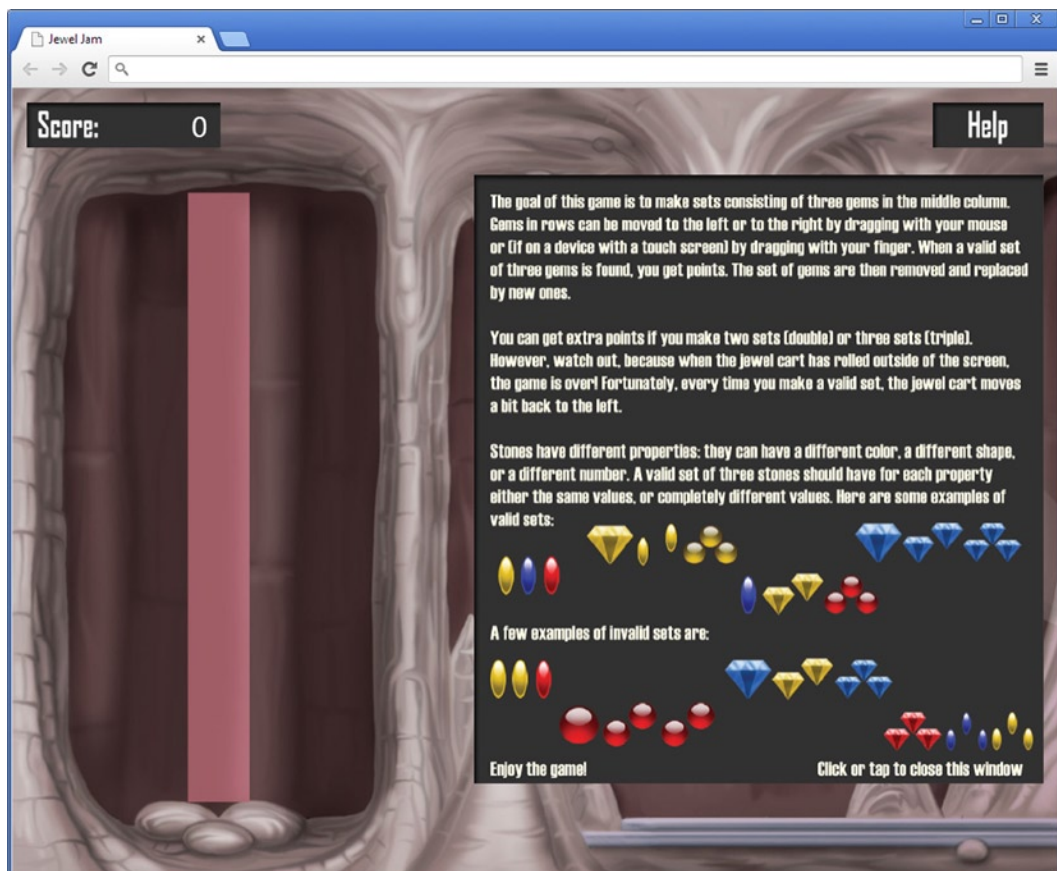 Jewel Jam
Score: 0
Help
The goal of this game is to make sets consisting of three gems in the middle column.
Gems in rows can be moved to the left or to the right by dragging with your mouse
or (if on a device with a touch screen) by dragging with your finger. When a valid set
of three gems is found, you get points. The set of gems are then removed and replaced
by new ones.
You can get extra points if you make two sets (double) or three sets (triple).
However, watch out, because when the jewel cart has rolled outside of the screen,
the game is over! Fortunately, every time you make a valid set, the jewel cart moves
a bit back to the left.
Stones have different properties: they can have a different color, a different shape,
or a different number. A valid set of three stones should have for each property
either the same values, or completely different values. Here are some examples of
valid sets:
A few examples of invalid sets are:
Enjoy the game!
Click or tap to close this window